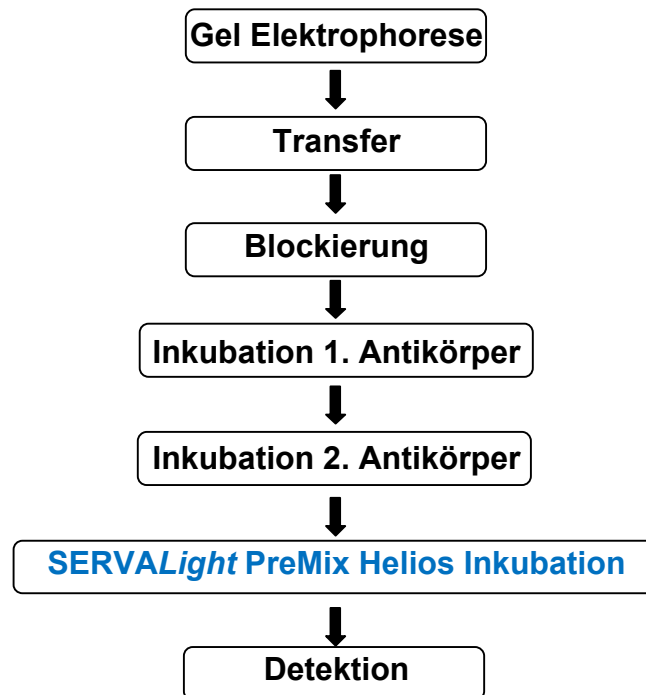 Gel Elektrophorese
Transfer
Blockierung
Inkubation 1. Antikörper
Inkubation 2. Antikörper
SERVALight PreMix Helios Inkubation
Detektion